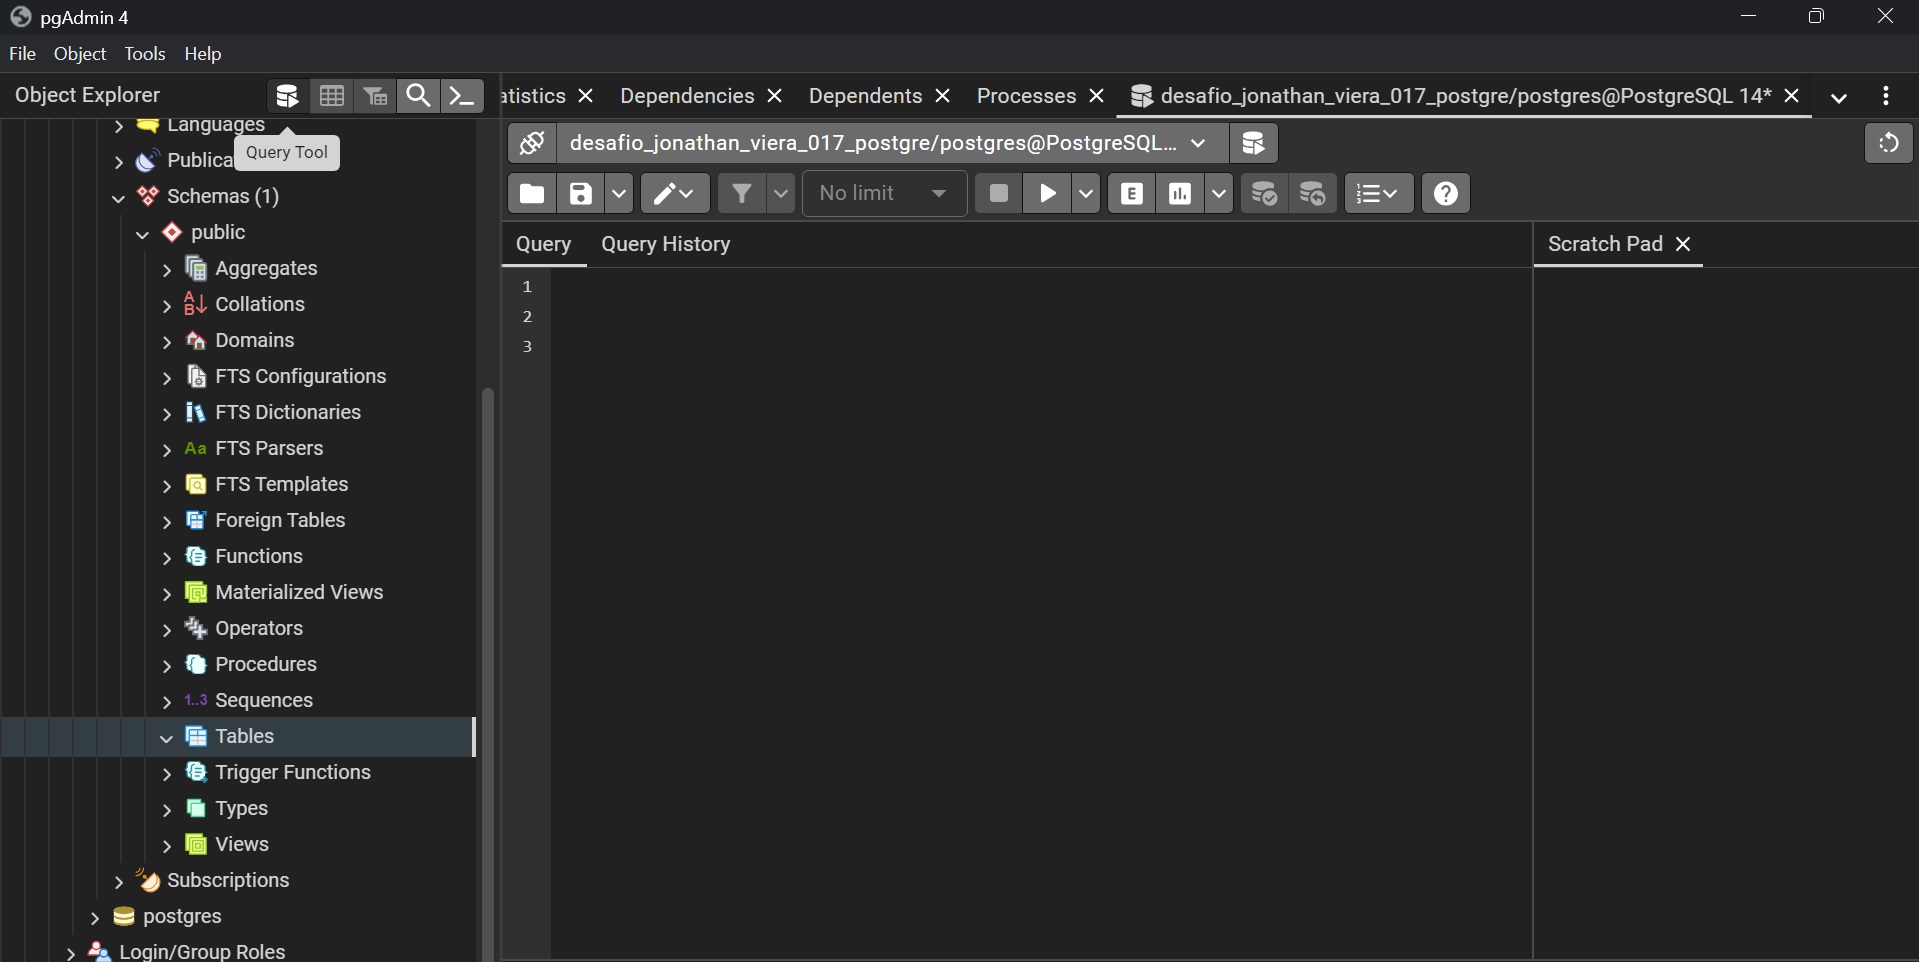 pgAdmin 4
File Object Tools Help
Object Explorer
atistics Dependencies Dependents Processes desafio_jonathan_viera_017_postgre/postgres@PostgreSQL 14*
desafio_jonathan_viera_017_postgre/postgres@PostgreSQL...
No limit
E
Query Query History
Scratch Pad
1
2
3
Languages
Query Tool
Publica
Schemas (1)
public
Aggregates
Collations
Domains
FTS Configurations
FTS Dictionaries
Aa FTS Parsers
FTS Templates
Foreign Tables
Functions
Materialized Views
Operators
Procedures
1..3 Sequences
Tables
Trigger Functions
Types
Views
Subscriptions
postgres
Login/Group Roles